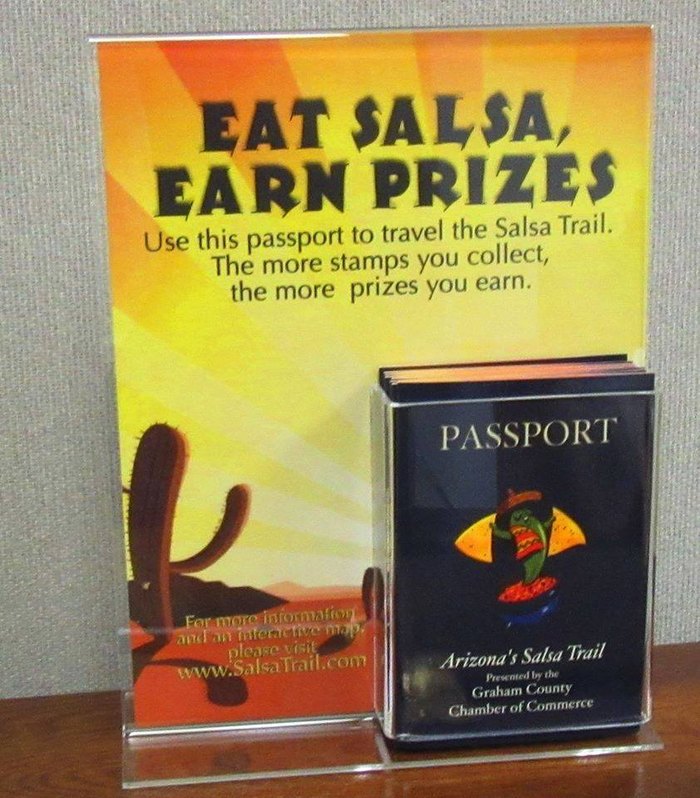 EAT SALSA,
EARN PRIZES
Use this passport to travel the Salsa Trail.
The more stamps you collect,
the more prizes you earn.
For more information
and an interactive map,
please visit
www.SalsaTrail.com
PASSPORT
Arizona's Salsa Trail
Presented by the
Graham County
Chamber of Commerce